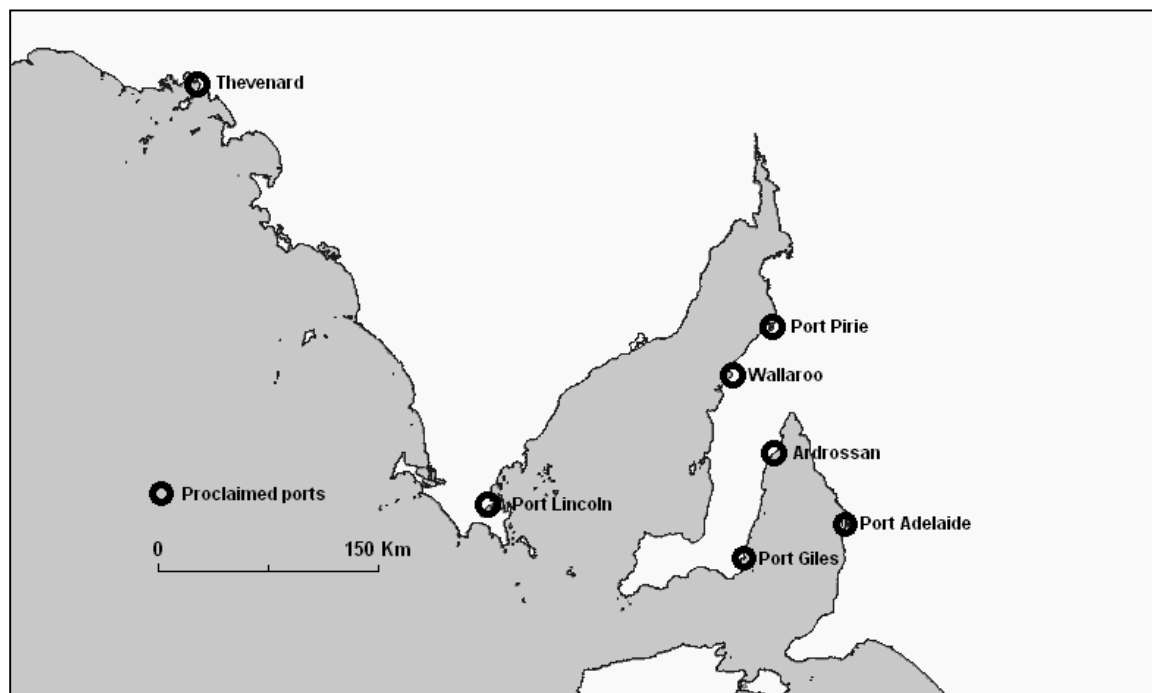 Thevenard
Port Pirie
Wallaroo
Ardrossan
Proclaimed ports
Port Lincoln
Port Adelaide
0 150 Km
Port Giles